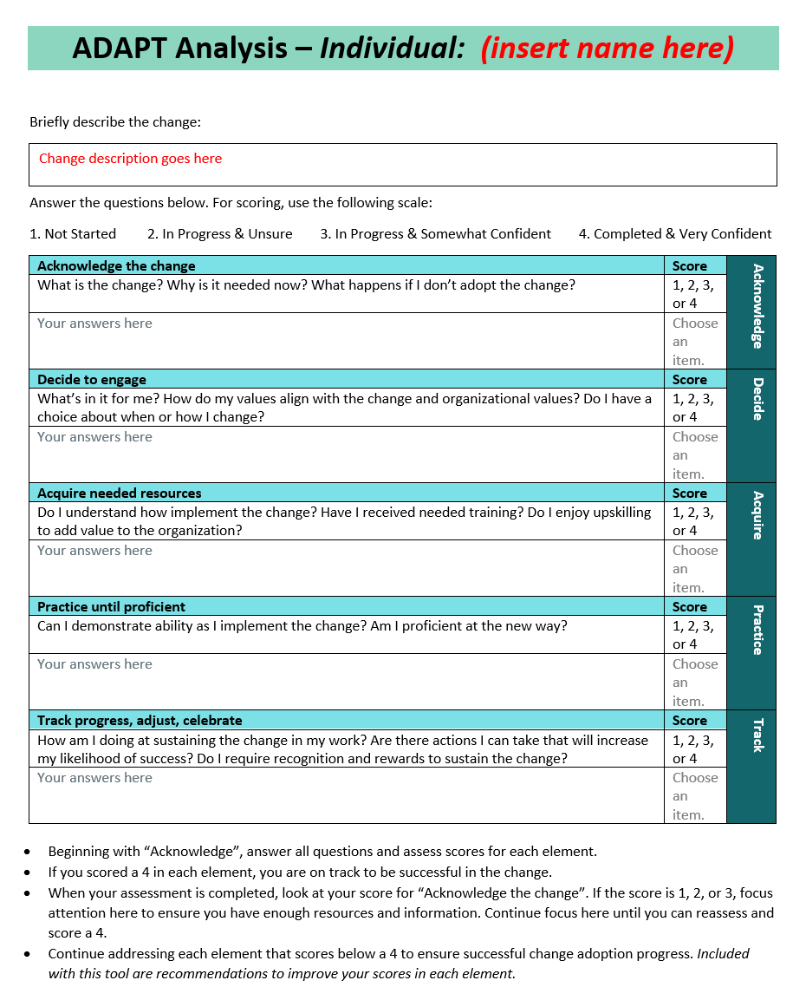 ADAPT Analysis – Individual: (insert name here)
Briefly describe the change:
Change description goes here
Answer the questions below. For scoring, use the following scale:
1. Not Started 2. In Progress & Unsure 3. In Progress & Somewhat Confident 4. Completed & Very Confident
Acknowledge the change
Score
Acknowledge
What is the change? Why is it needed now? What happens if I don’t adopt the change?
1, 2, 3,
or 4
Your answers here
Choose
an
item.
Decide to engage
Score
Decide
What’s in it for me? How do my values align with the change and organizational values? Do I have a
choice about when or how I change?
1, 2, 3,
or 4
Your answers here
Choose
an
item.
Acquire needed resources
Score
Acquire
Do I understand how implement the change? Have I received needed training? Do I enjoy upskilling
to add value to the organization?
1, 2, 3,
or 4
Your answers here
Choose
an
item.
Practice until proficient
Score
Practice
Can I demonstrate ability as I implement the change? Am I proficient at the new way?
1, 2, 3,
or 4
Your answers here
Choose
an
item.
Track progress, adjust, celebrate
Score
Track
How am I doing at sustaining the change in my work? Are there actions I can take that will increase
my likelihood of success? Do I require recognition and rewards to sustain the change?
1, 2, 3,
or 4
Your answers here
Choose
an
item.
• Beginning with “Acknowledge”, answer all questions and assess scores for each element.
• If you scored a 4 in each element, you are on track to be successful in the change.
• When your assessment is completed, look at your score for “Acknowledge the change”. If the score is 1, 2, or 3, focus
attention here to ensure you have enough resources and information. Continue focus here until you can reassess and
score a 4.
• Continue addressing each element that scores below a 4 to ensure successful change adoption progress. Included
with this tool are recommendations to improve your scores in each element.